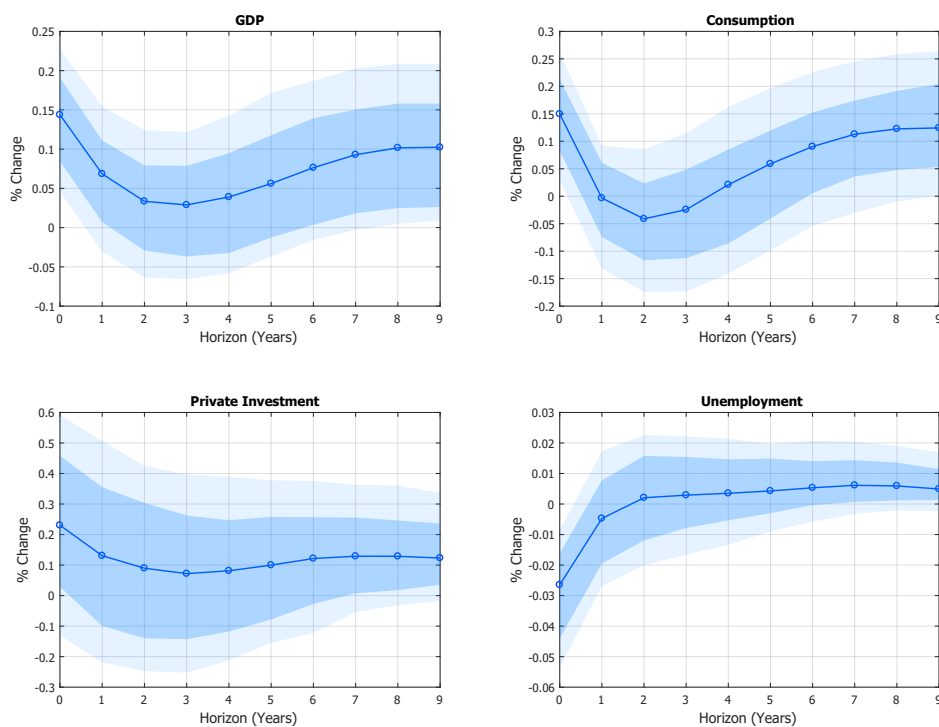 GDP
% Change
0.25
0.2
0.15
0.1
0.05
0
-0.05
-0.1
0 1 2 3 4 5 6 7 8 9
Horizon (Years)
Consumption
% Change
0.3
0.25
0.2
0.15
0.1
0.05
0
-0.05
-0.1
-0.15
-0.2
0 1 2 3 4 5 6 7 8 9
Horizon (Years)
Private Investment
% Change
0.6
0.5
0.4
0.3
0.2
0.1
0
-0.1
-0.2
-0.3
0 1 2 3 4 5 6 7 8 9
Horizon (Years)
Unemployment
% Change
0.03
0.02
0.01
0
-0.01
-0.02
-0.03
-0.04
-0.05
-0.06
0 1 2 3 4 5 6 7 8 9
Horizon (Years)